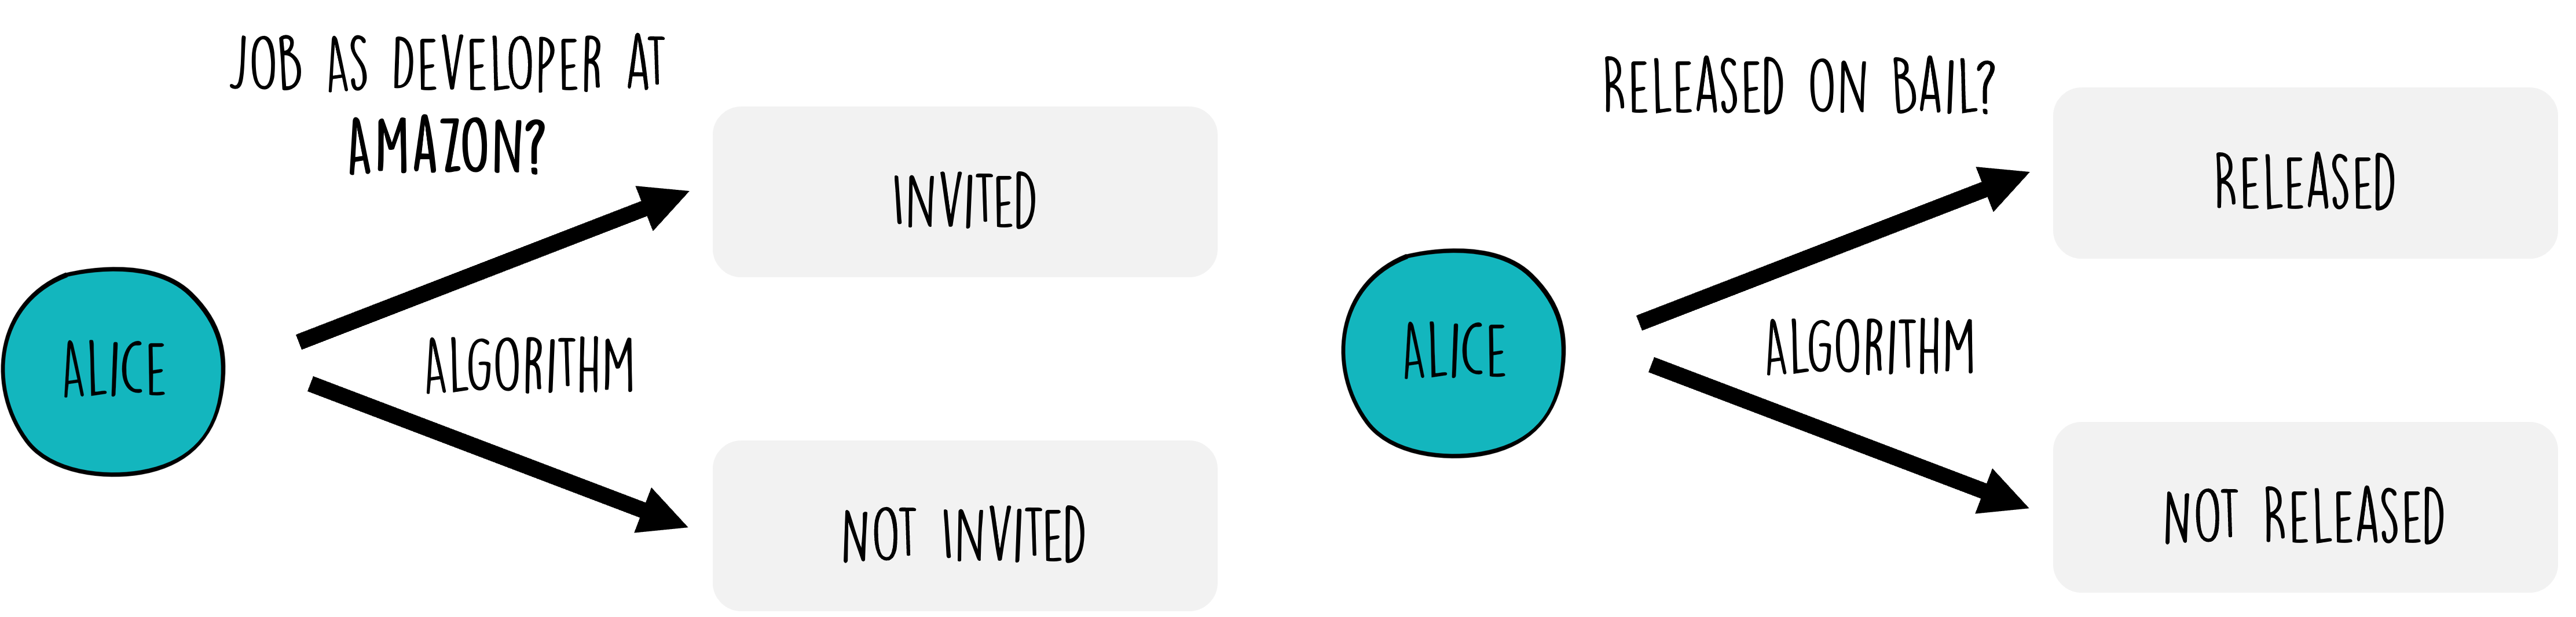 JOB AS DEVELOPER AT
AMAZON?
INVITED
ALICE
ALGORITHM
NOT INVITED
RELEASED ON BAIL?
RELEASED
ALICE
ALGORITHM
NOT RELEASED